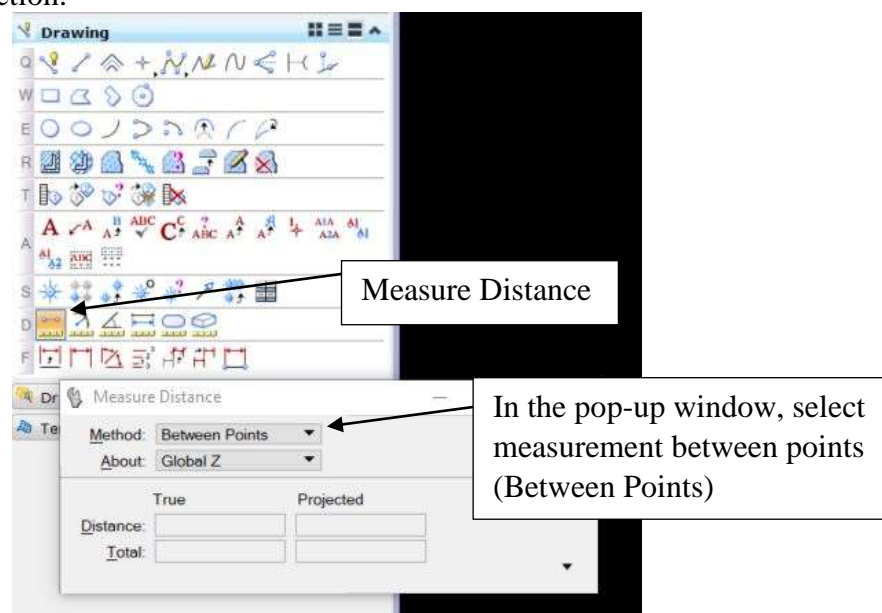 ction.
Drawing
Q
W
E
R
T
A
S
D
F
Measure Distance
Dr
Measure Distance
Te
Method: Between Points
About: Global Z
True Projected
Distance:
Total:
In the pop-up window, select
measurement between points
(Between Points)